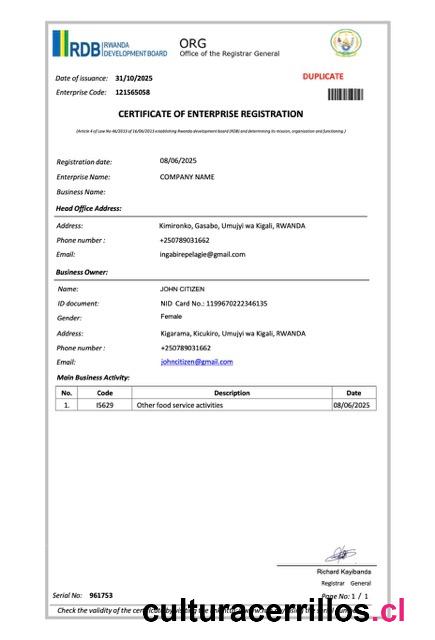 RDB RWANDA DEVELOPMENT BOARD
ORG
Office of the Registrar General
Date of issuance: 31/10/2025
DUPLICATE
Enterprise Code: 121565058
CERTIFICATE OF ENTERPRISE REGISTRATION
(Article 4 of Law No 46/2013 of 16/06/2013 establishing Rwanda development board (RDB) and determining its mission, organisation and functioning.)
Registration date: 08/06/2025
Enterprise Name: COMPANY NAME
Business Name:
Head Office Address:
Address: Kimironko, Gasabo, Umujyi wa Kigali, RWANDA
Phone number : +250789031662
Email: ingabirepelagie@gmail.com
Business Owner:
Name: JOHN CITIZEN
ID document: NID Card No.: 1199670222346135
Gender: Female
Address: Kigarama, Kicukiro, Umujyi wa Kigali, RWANDA
Phone number : +250789031662
Email: johncitizen@gmail.com
Main Business Activity:
No. Code Description Date
1. I5629 Other food service activities 08/06/2025
Richard Kayibanda
Registrar General
Serial No: 961753
Page No: 1 / 1
Check the validity of the certificate by visiting the
culturacerrillos.cl